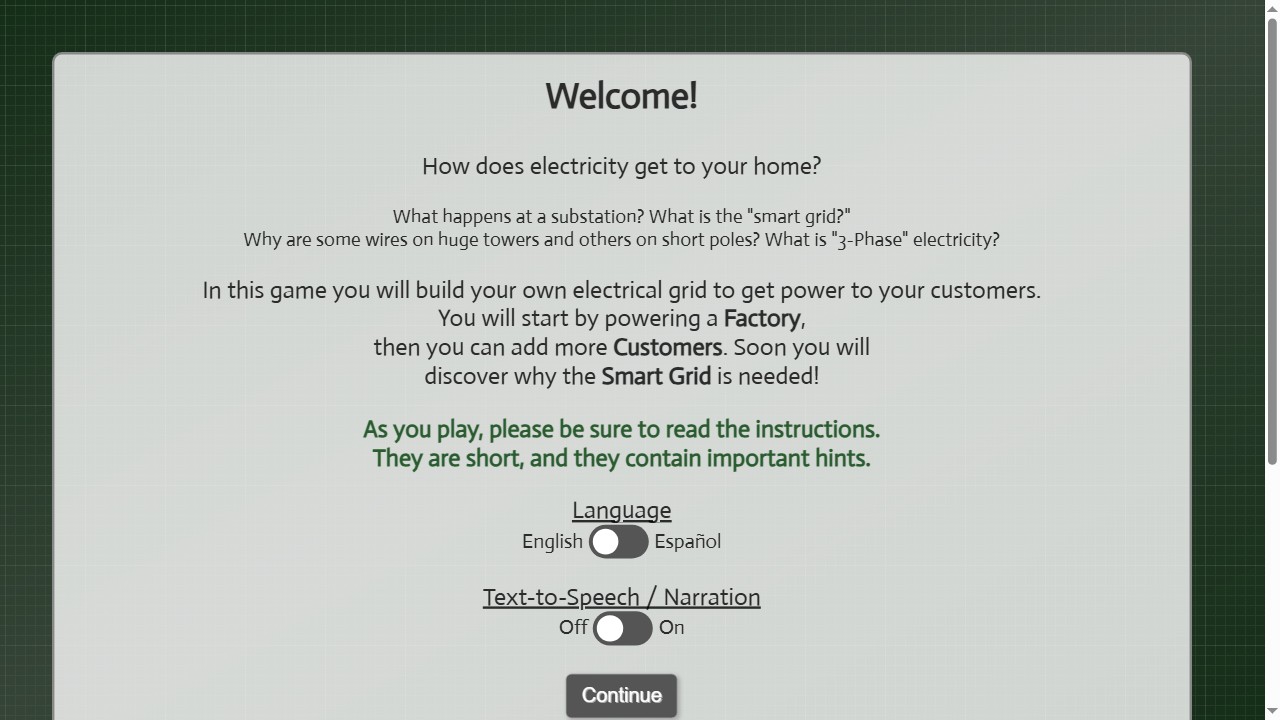 Welcome!
How does electricity get to your home?
What happens at a substation? What is the "smart grid?"
Why are some wires on huge towers and others on short poles? What is "3-Phase" electricity?
In this game you will build your own electrical grid to get power to your customers.
You will start by powering a Factory,
then you can add more Customers. Soon you will
discover why the Smart Grid is needed!
As you play, please be sure to read the instructions.
They are short, and they contain important hints.
Language
English Español
Text-to-Speech / Narration
Off On
Continue